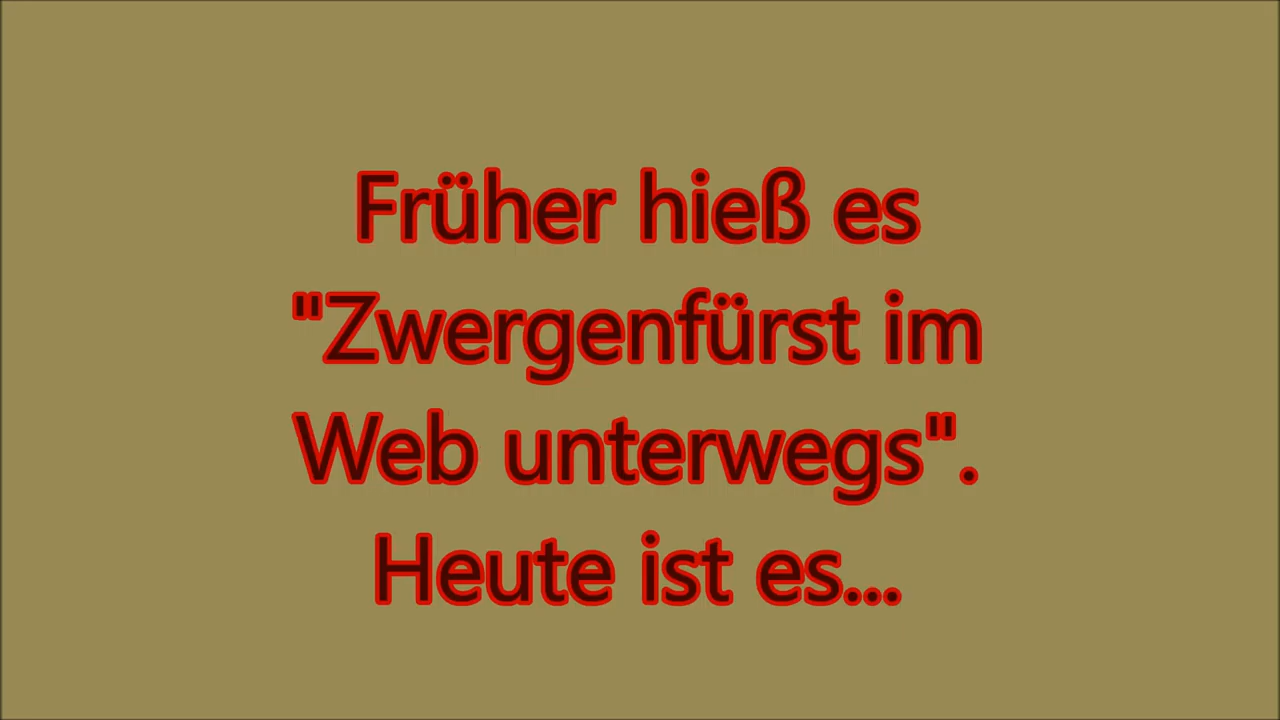 Früher hieß es
"Zwergenfürst im
Web unterwegs".
Heute ist es...